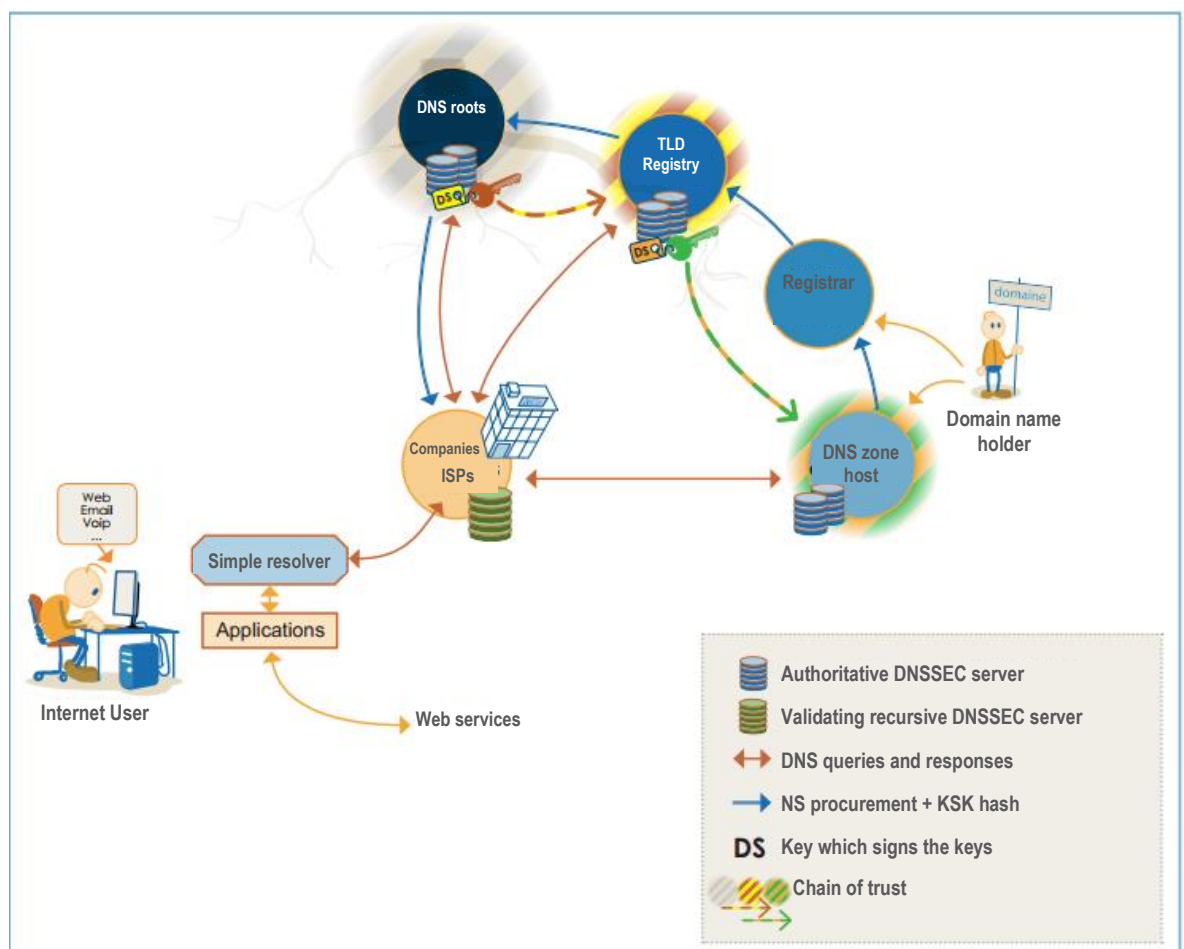 DNS roots
TLD
Registry
DS
DS
Registrar
domaine
Domain name
holder
Companies
ISPs
DNS zone
host
Web
Email
Voip
...
Simple resolver
Applications
Internet User
Web services
Authoritative DNSSEC server
Validating recursive DNSSEC server
DNS queries and responses
NS procurement + KSK hash
DS Key which signs the keys
Chain of trust